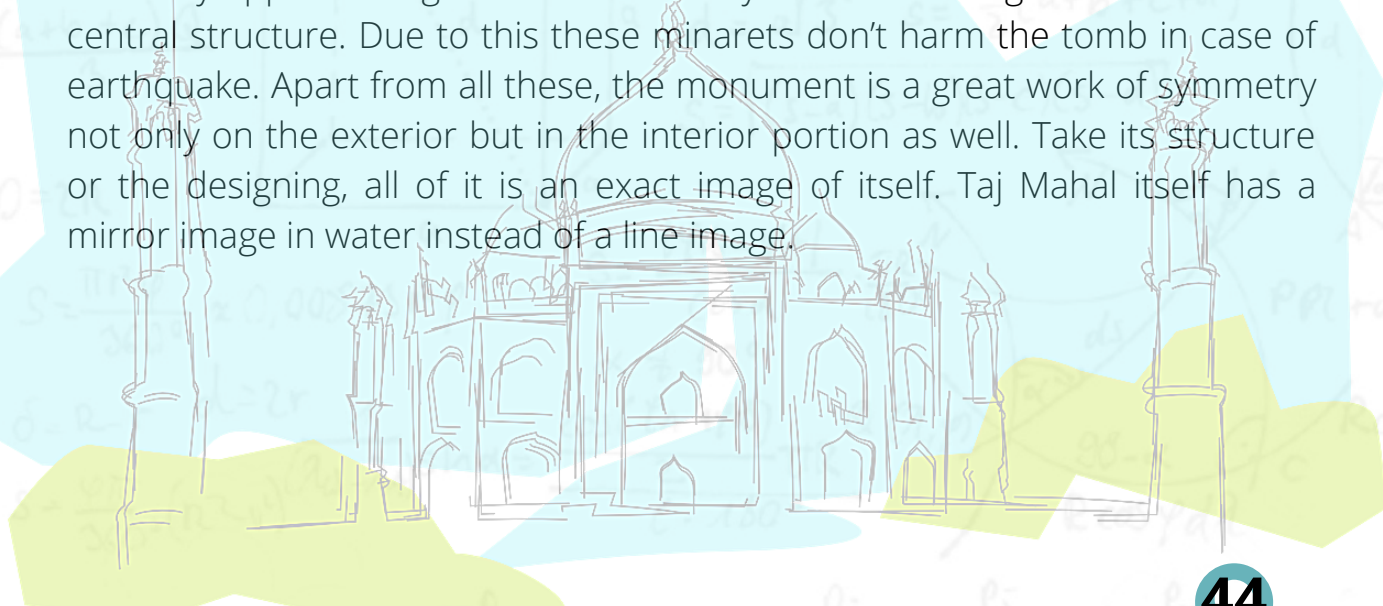 central structure. Due to this these minarets don’t harm the tomb in case of
earthquake. Apart from all these, the monument is a great work of symmetry
not only on the exterior but in the interior portion as well. Take its structure
or the designing, all of it is an exact image of itself. Taj Mahal itself has a
mirror image in water instead of a line image.
44